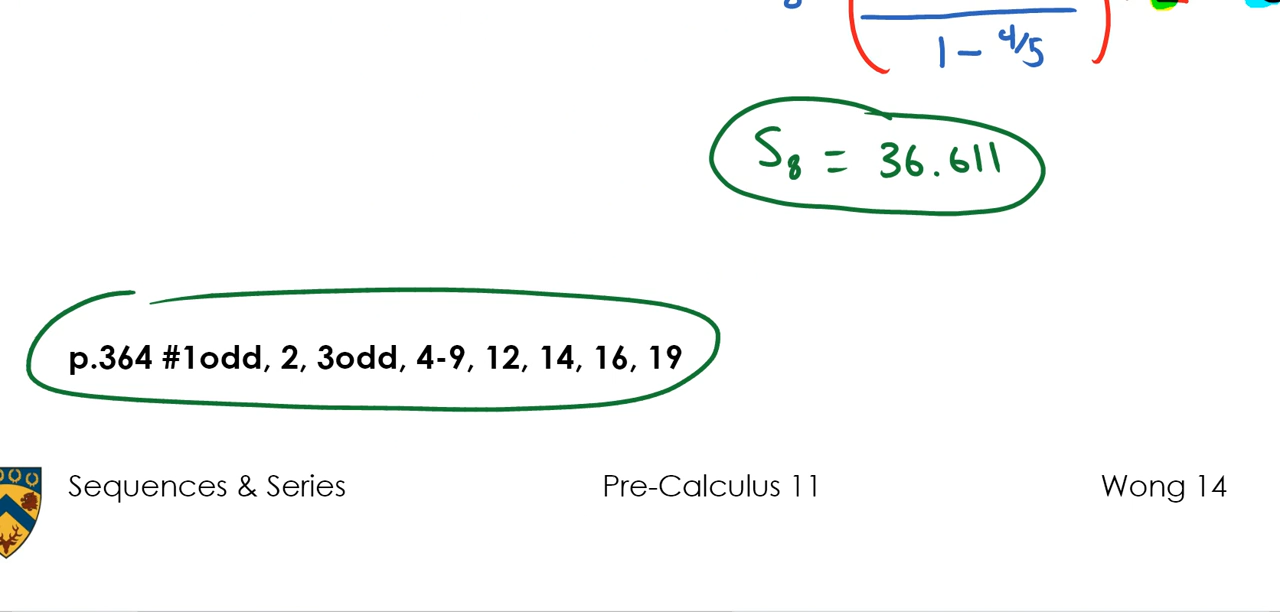 1 - 4/5
S8 = 36.611
p.364 #1odd, 2, 3odd, 4-9, 12, 14, 16, 19
Sequences & Series Pre-Calculus 11 Wong 14